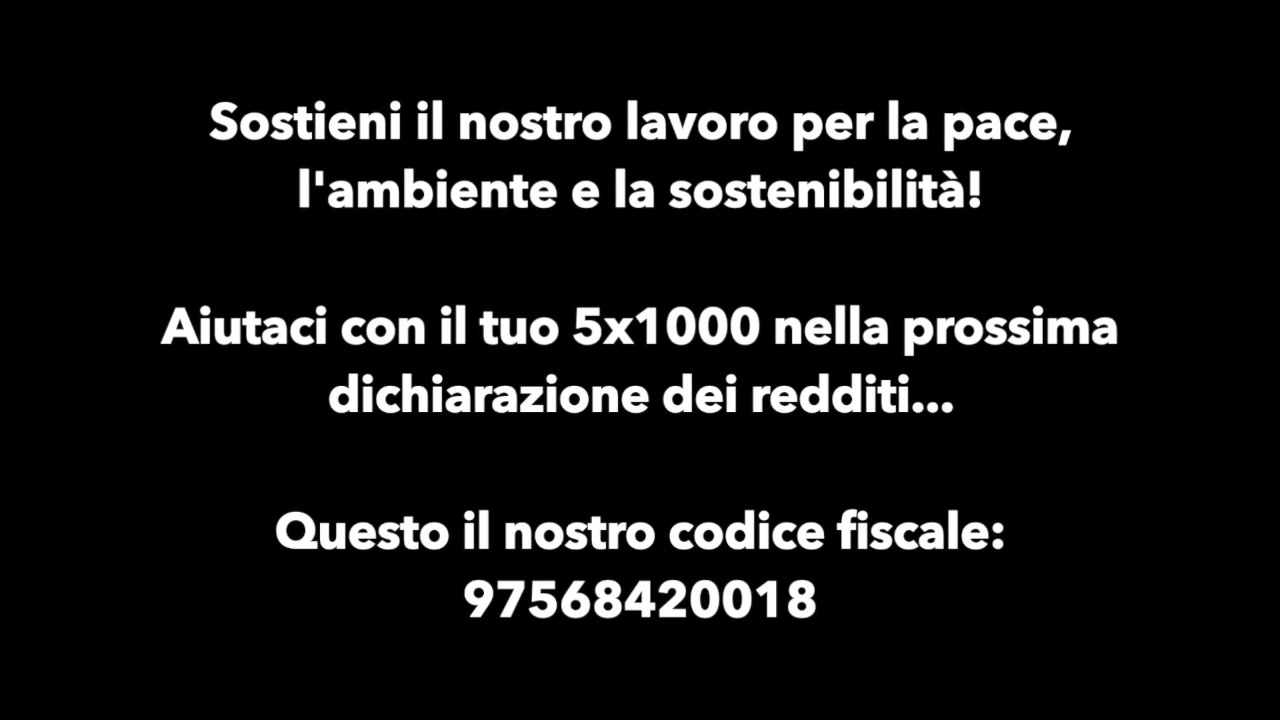 Sostieni il nostro lavoro per la pace,
l'ambiente e la sostenibilità!
Aiutaci con il tuo 5x1000 nella prossima
dichiarazione dei redditi...
Questo il nostro codice fiscale:
97568420018